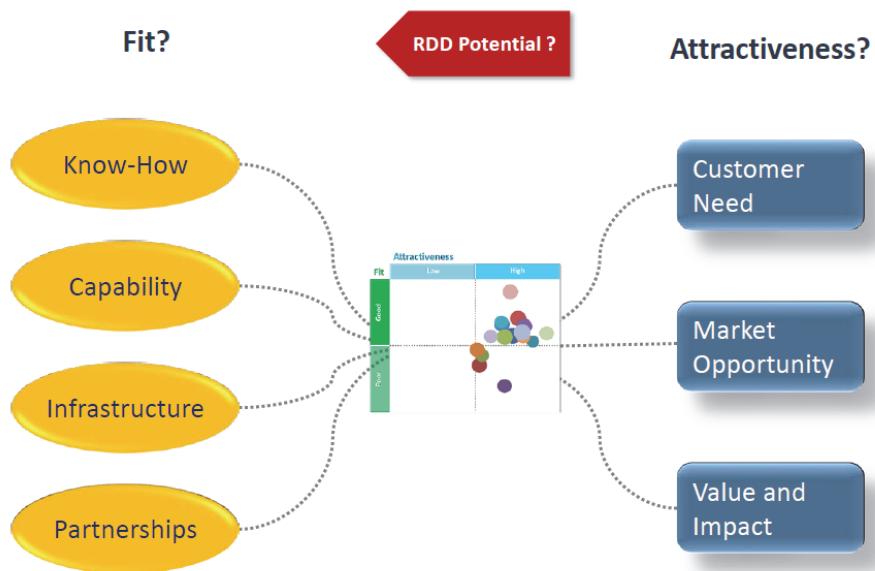 Fit?
RDD Potential ?
Attractiveness?
Know-How
Capability
Infrastructure
Partnerships
Attractiveness
Fit
Low
High
Good
Poor
Customer
Need
Market
Opportunity
Value and
Impact